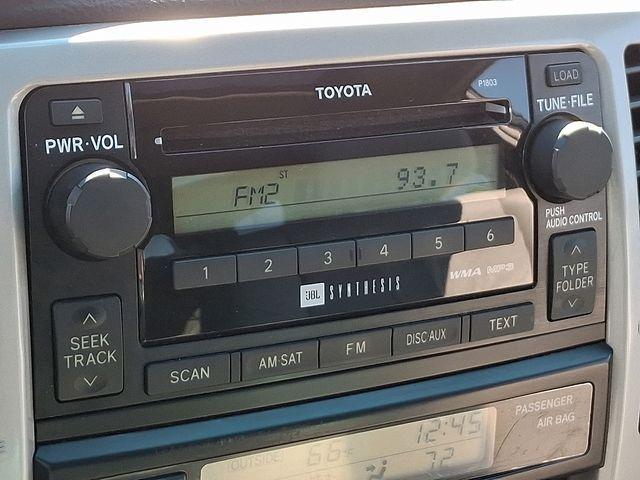 TOYOTA
P1803
LOAD
PWR·VOL
TUNE·FILE
ST
FM2 93.7
PUSH
AUDIO CONTROL
1 2 3 4 5 6
JBL SYNTHESIS
WMA MP3
TYPE
FOLDER
SEEK
TRACK
SCAN AM·SAT FM DISC·AUX TEXT
PASSENGER
AIR BAG
12:45
(OUTSIDE) 66°F 72